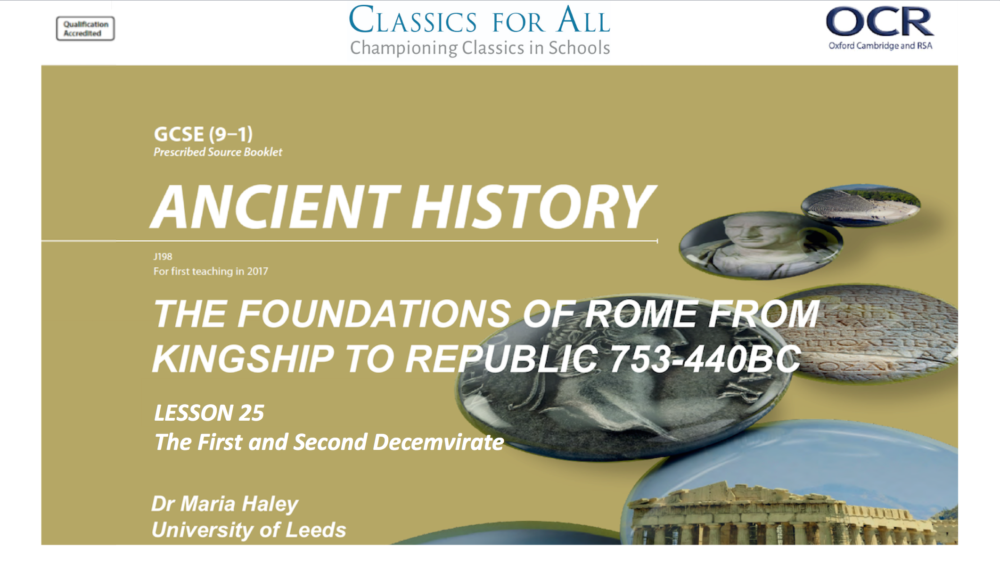 Qualification
Accredited
CLASSICS FOR ALL
Championing Classics in Schools
OCR
Oxford Cambridge and RSA
GCSE (9–1)
Prescribed Source Booklet
ANCIENT HISTORY
J198
For first teaching in 2017
THE FOUNDATIONS OF ROME FROM
KINGSHIP TO REPUBLIC 753-440BC
LESSON 25
The First and Second Decemvirate
Dr Maria Haley
University of Leeds